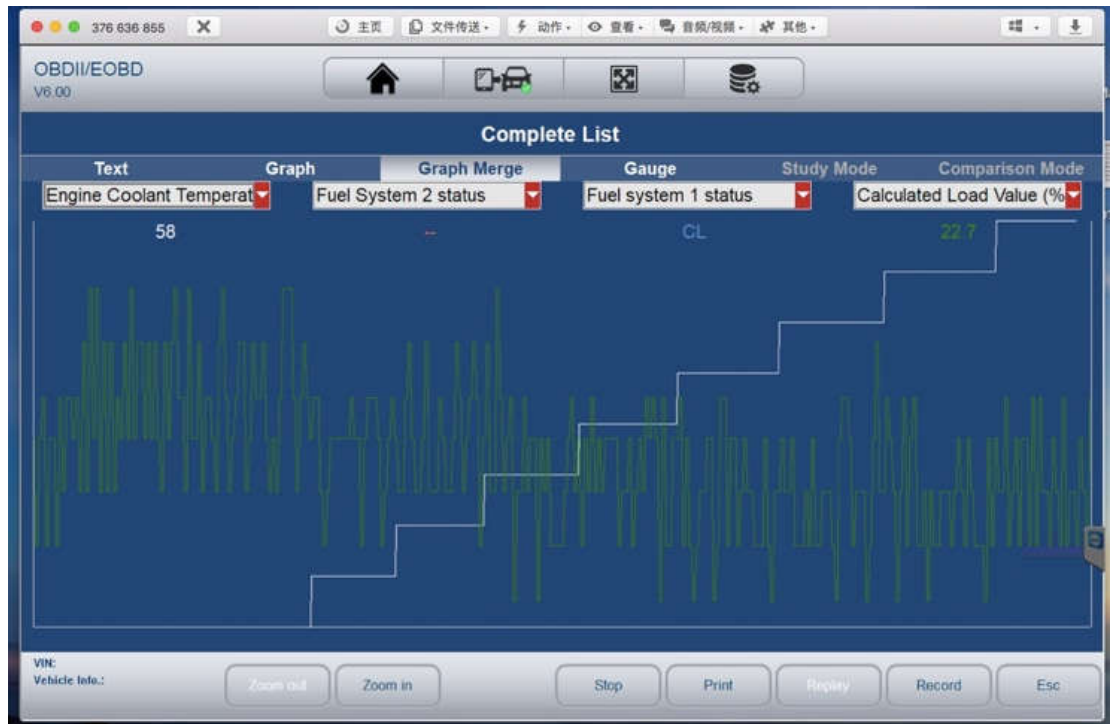 376 636 855
主页
文件传送
动作
查看
音频/视频
其他
OBDII/EOBD
V6.00
Complete List
Text Graph Graph Merge Gauge Study Mode Comparison Mode
Engine Coolant Temperat Fuel System 2 status Fuel system 1 status Calculated Load Value (%
58 -- CL 22.7
VIN:
Vehicle Info.:
Zoom out Zoom in Stop Print Replay Record Esc